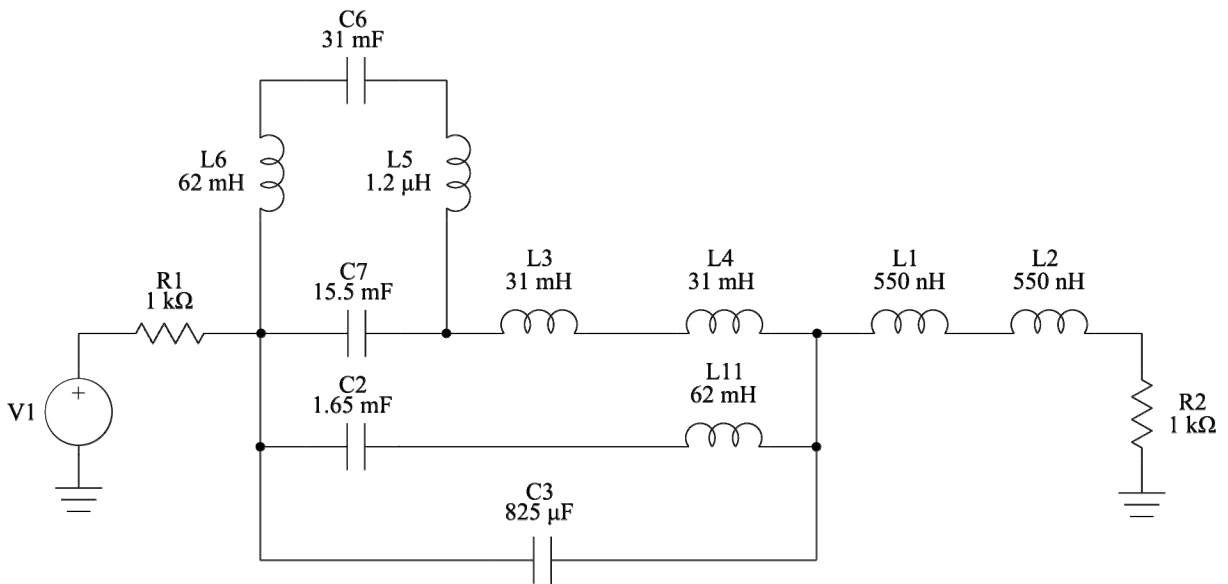 C6
31 mF
L6
62 mH
L5
1.2 μH
R1
1 kΩ
C7
15.5 mF
L3
31 mH
L4
31 mH
L1
550 nH
L2
550 nH
V1
+
C2
1.65 mF
L11
62 mH
R2
1 kΩ
C3
825 μF